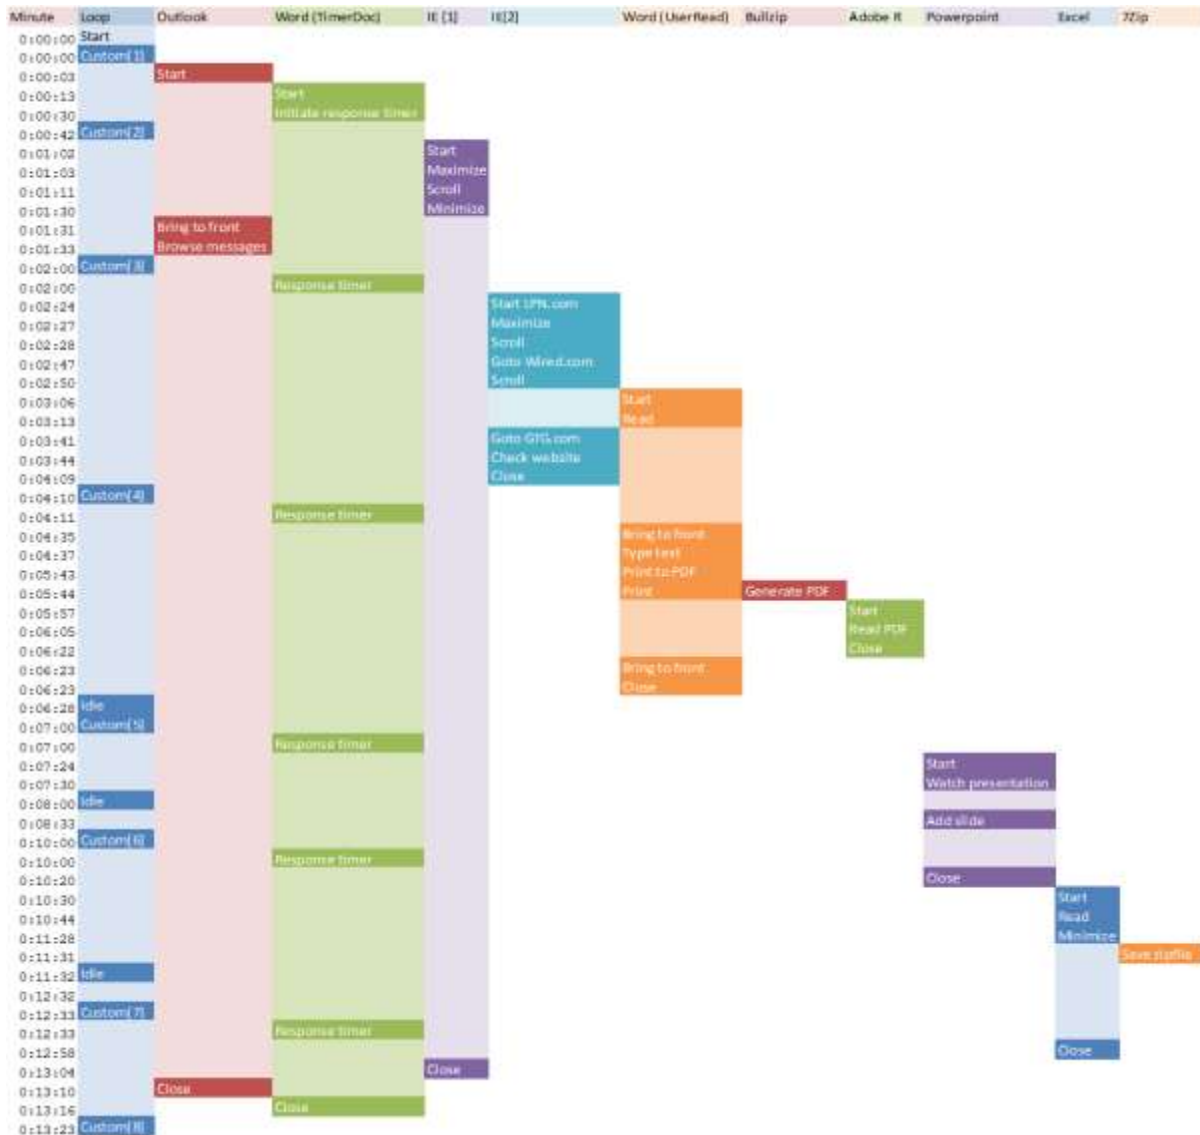 Minute Loop Outlook Word (TimerDoc) IE [1] IE[2] Word (UserRead) Bullzip Adobe R Powerpoint Excel 7Zip
0:00:00 Start
0:00:00 Custom[1]
0:00:03 Start
0:00:13 Start
0:00:30 Initiate response timer
0:00:42 Custom[2]
0:01:02 Start
0:01:03 Maximize
0:01:11 Scroll
0:01:30 Minimize
0:01:31 Bring to front
0:01:33 Browse messages
0:02:00 Custom[3]
0:02:00 Response timer
0:02:24 Start LPN.com
0:02:27 Maximize
0:02:28 Scroll
0:02:47 Goto Wired.com
0:02:50 Scroll
0:03:06 Start
0:03:13 Read
0:03:41 Goto GTG.com
0:03:44 Check website
0:04:09 Close
0:04:10 Custom[4]
0:04:11 Response timer
0:04:35 Bring to front
0:04:37 Type text
0:05:43 Print to PDF
0:05:44 Print Generate PDF
0:05:57 Start
0:06:05 Read PDF
0:06:22 Close
0:06:23 Bring to front
0:06:23 Close
0:06:28 Idle
0:07:00 Custom[5]
0:07:00 Response timer
0:07:24 Start
0:07:30 Watch presentation
0:08:00 Idle
0:08:33 Add slide
0:10:00 Custom[6]
0:10:00 Response timer
0:10:20 Close
0:10:30 Start
0:10:44 Read
0:11:28 Minimize
0:11:31 Save zipfile
0:11:32 Idle
0:12:32
0:12:33 Custom[7]
0:12:33 Response timer
0:12:58 Close
0:13:04 Close
0:13:10 Close
0:13:16 Close
0:13:23 Custom[8]